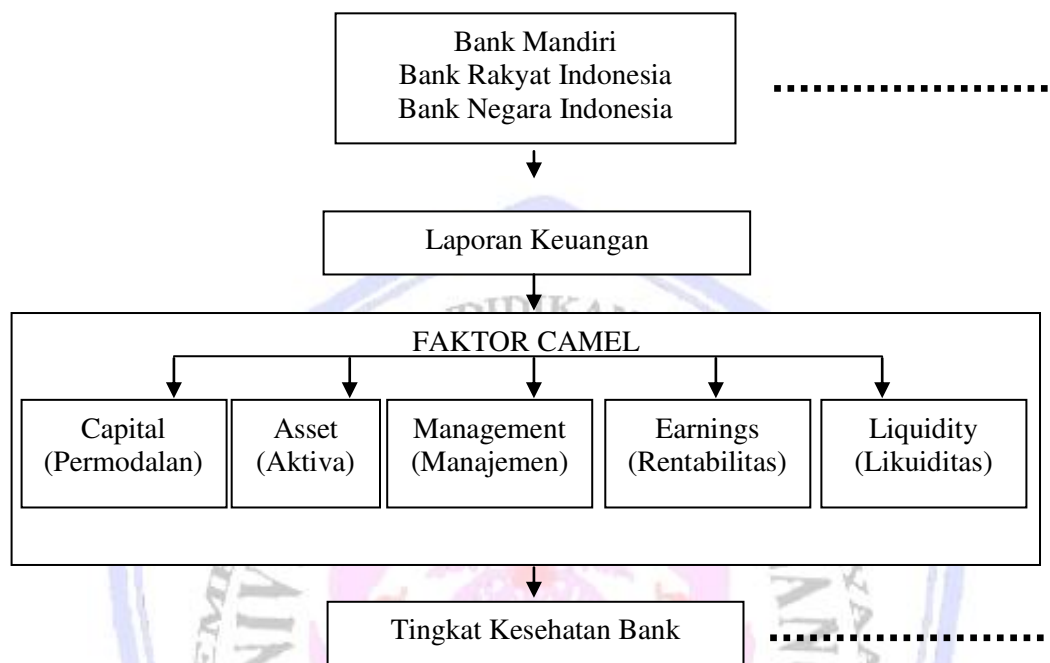 Bank Mandiri
Bank Rakyat Indonesia
Bank Negara Indonesia
Laporan Keuangan
FAKTOR CAMEL
Capital
(Permodalan)
Asset
(Aktiva)
Management
(Manajemen)
Earnings
(Rentabilitas)
Liquidity
(Likuiditas)
Tingkat Kesehatan Bank